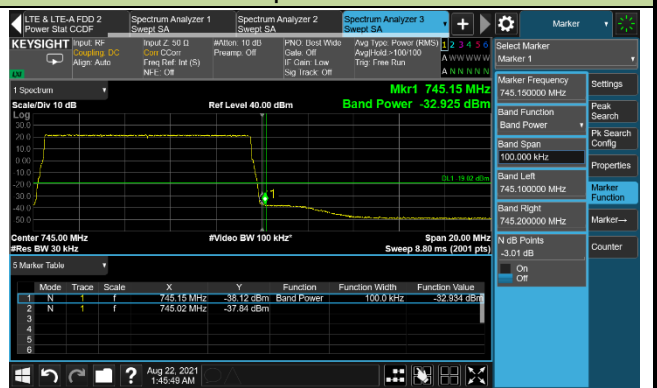 LTE & LTE-A FDD 2
Power Stat CCDF
Spectrum Analyzer 1
Swept SA
Spectrum Analyzer 2
Swept SA
Spectrum Analyzer 3
Swept SA
Marker
KEYSIGHT
Input: RF
Coupling: DC
Align: Auto
Input Z: 50 Ω
Corr CCorr
Freq Ref: Int (S)
NFE: Off
#Atten: 10 dB
Preamp: Off
PNO: Best Wide
Gate: Off
IF Gain: Low
Sig Track: Off
Avg Type: Power (RMS)
Avg|Hold:>100/100
Trig: Free Run
1 2 3 4 5 6
A W W W W W
A N N N N N
LM
1 Spectrum
Scale/Div 10 dB
Ref Level 40.00 dBm
Mkr1 745.15 MHz
Band Power -32.925 dBm
Log
30.0
20.0
10.0
0.00
-10.0
-20.0
-30.0
-40.0
-50.0
DL1 -19.02 dBm
1
Center 745.00 MHz
#Res BW 30 kHz
#Video BW 100 kHz*
Span 20.00 MHz
Sweep 8.80 ms (2001 pts)
5 Marker Table
Mode Trace Scale X Y Function Function Width Function Value
1 N 1 f 745.15 MHz -38.12 dBm Band Power 100.0 kHz -32.934 dBm
2 N 1 f 745.02 MHz -37.84 dBm
3
4
5
6
Select Marker
Marker 1
Marker Frequency
745.150000 MHz
Band Function
Band Power
Band Span
100.000 kHz
Band Left
745.100000 MHz
Band Right
745.200000 MHz
N dB Points
-3.01 dB
On
Off
Settings
Peak
Search
Pk Search
Config
Properties
Marker
Function
Marker→
Counter
?
Aug 22, 2021
1:45:49 AM